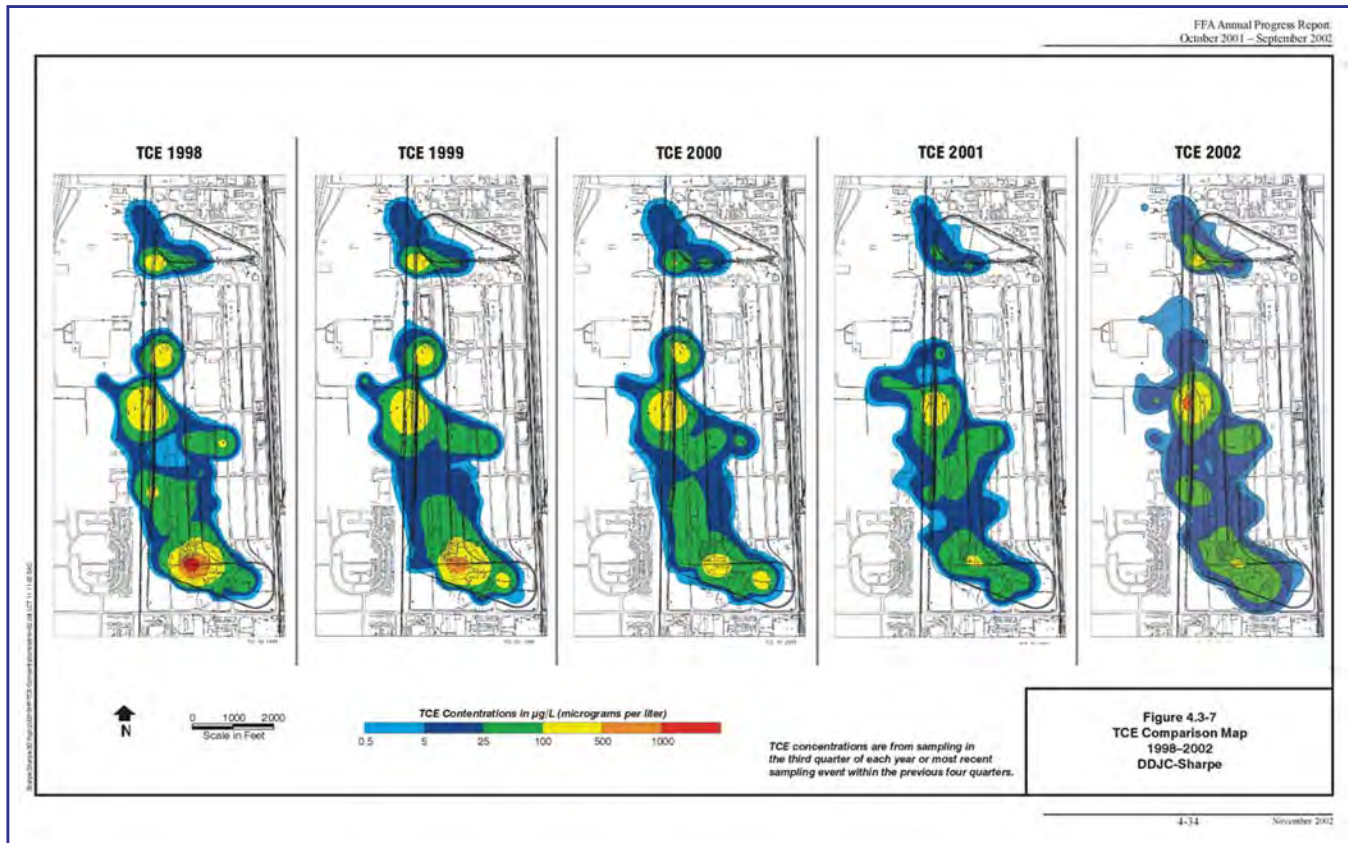 FFA Annual Progress Report
October 2001 – September 2002
TCE 1998
TCE 1999
TCE 2000
TCE 2001
TCE 2002
N
0 1000 2000
Scale in Feet
TCE Contentrations in µg/L (micrograms per liter)
0.5 5 25 100 500 1000
TCE concentrations are from sampling in
the third quarter of each year or most recent
sampling event within the previous four quarters.
Figure 4.3-7
TCE Comparison Map
1998–2002
DDJC-Sharpe
4-34
November 2002